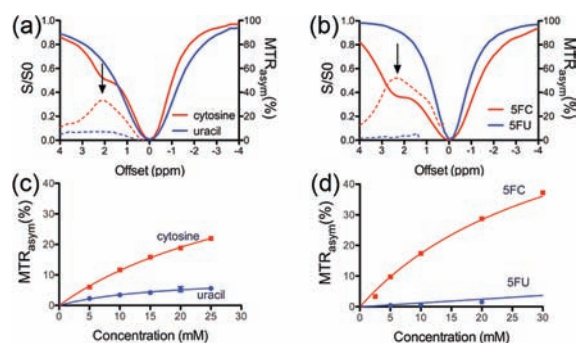 (a)
1.0
0.8
0.6
0.4
0.2
0.0
S/S0
100
80
60
40
20
0
MTRasym(%)
cytosine
uracil
4 3 2 1 0 -1 -2 -3 -4
Offset (ppm)
(b)
1.0
0.8
0.6
0.4
0.2
0.0
S/S0
100
80
60
40
20
0
MTRasym(%)
5FC
5FU
4 3 2 1 0 -1 -2 -3 -4
Offset (ppm)
(c)
40
30
20
10
0
MTRasym(%)
cytosine
uracil
0 5 10 15 20 25 30
Concentration (mM)
(d)
40
30
20
10
0
MTRasym(%)
5FC
5FU
0 5 10 15 20 25 30
Concentration (mM)